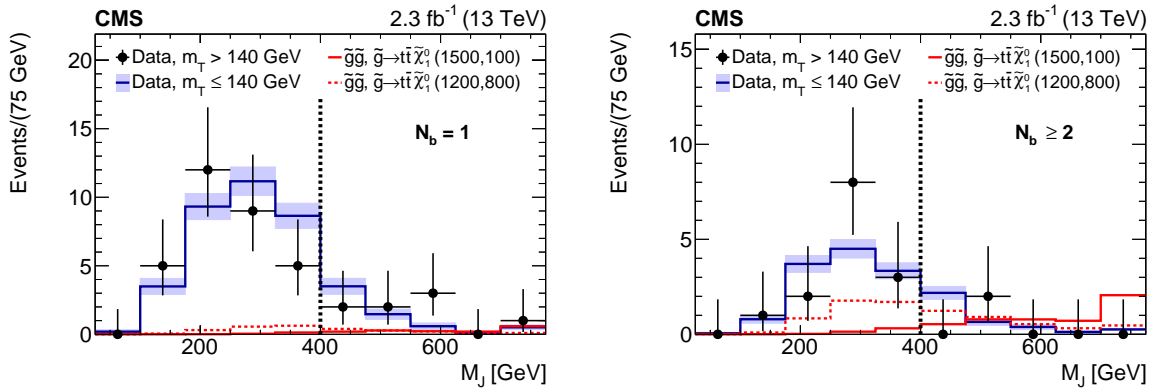 CMS 2.3 fb⁻¹ (13 TeV)
Data, m_T > 140 GeV
Data, m_T ≤ 140 GeV
g̃g̃, g̃→tt̄χ̃⁰₁ (1500,100)
g̃g̃, g̃→tt̄χ̃⁰₁ (1200,800)
N_b = 1
Events/(75 GeV)
15
10
5
0
200 400 600
M_J [GeV]
CMS 2.3 fb⁻¹ (13 TeV)
Data, m_T > 140 GeV
Data, m_T ≤ 140 GeV
g̃g̃, g̃→tt̄χ̃⁰₁ (1500,100)
g̃g̃, g̃→tt̄χ̃⁰₁ (1200,800)
N_b ≥ 2
Events/(75 GeV)
15
10
5
0
200 400 600
M_J [GeV]